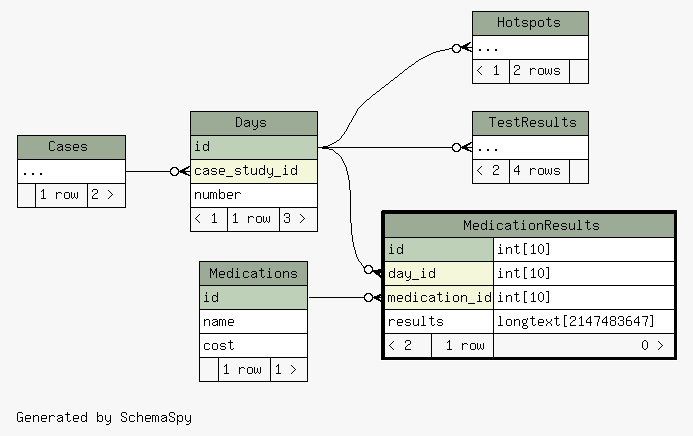 Hotspots
...
< 1 2 rows
Days
id
case_study_id
number
< 1 1 row 3 >
TestResults
...
< 2 4 rows
Cases
...
1 row 2 >
MedicationResults
id int[10]
day_id int[10]
medication_id int[10]
results longtext[2147483647]
< 2 1 row 0 >
Medications
id
name
cost
1 row 1 >
Generated by SchemaSpy